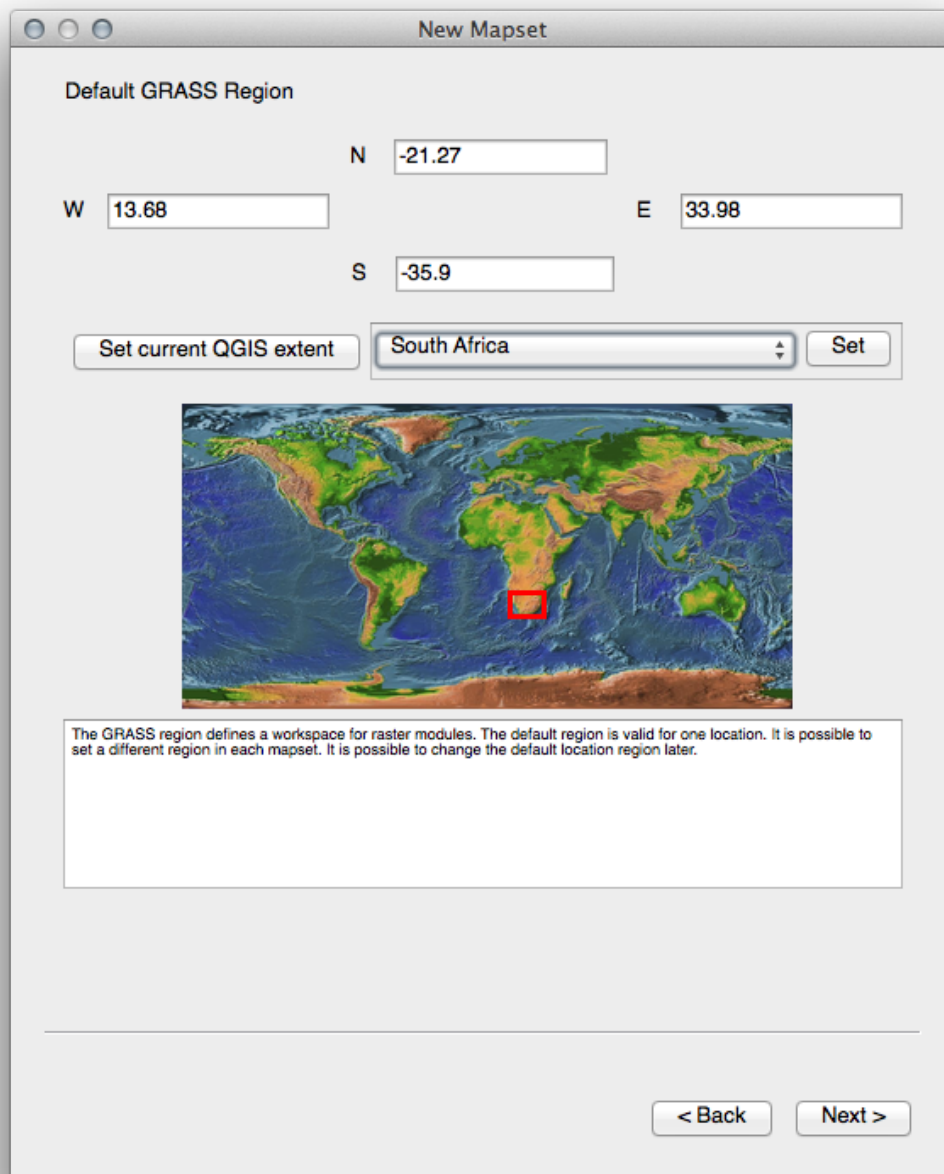 New Mapset
Default GRASS Region
N -21.27
W 13.68 E 33.98
S -35.9
Set current QGIS extent South Africa Set
The GRASS region defines a workspace for raster modules. The default region is valid for one location. It is possible to
set a different region in each mapset. It is possible to change the default location region later.
< Back Next >